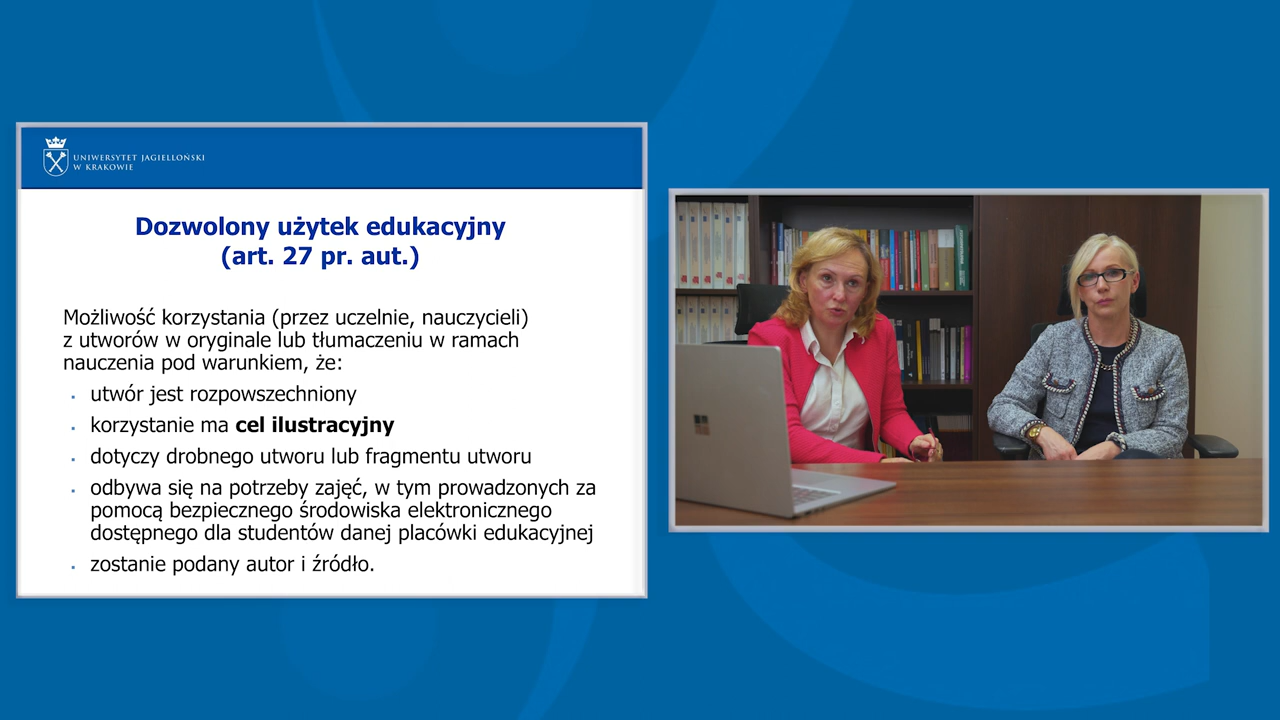 UNIWERSYTET JAGIELLOŃSKI
W KRAKOWIE
Dozwolony użytek edukacyjny
(art. 27 pr. aut.)
Możliwość korzystania (przez uczelnie, nauczycieli)
z utworów w oryginale lub tłumaczeniu w ramach
nauczenia pod warunkiem, że:
utwór jest rozpowszechniony
korzystanie ma cel ilustracyjny
dotyczy drobnego utworu lub fragmentu utworu
odbywa się na potrzeby zajęć, w tym prowadzonych za
pomocą bezpiecznego środowiska elektronicznego
dostępnego dla studentów danej placówki edukacyjnej
zostanie podany autor i źródło.